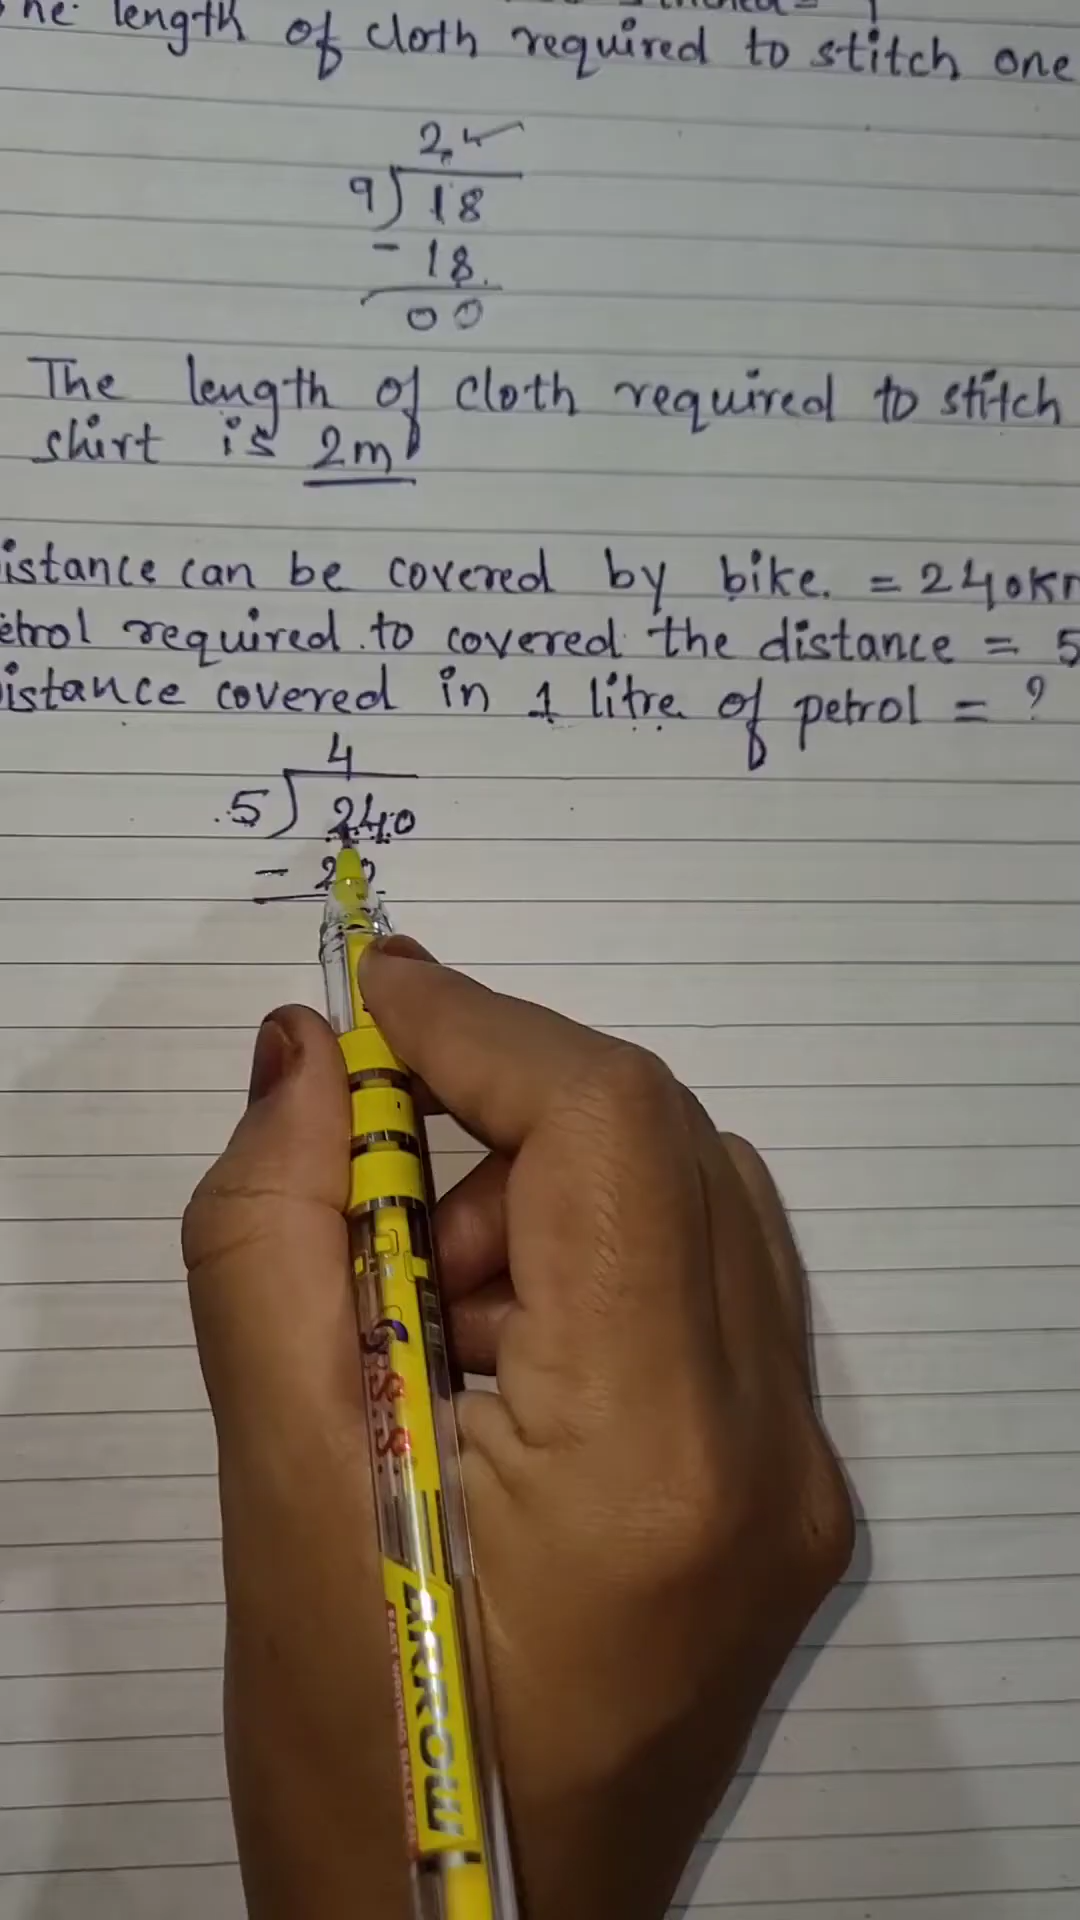 length of cloth required to stitch one
2
9) 18
- 18
00
The length of cloth required to stitch
shirt is 2m
istance can be covered by bike. = 240km
etrol required to covered the distance = 5
istance covered in 1 litre of petrol = ?
4
5) 240
- 20
G.S.S.
ARROW